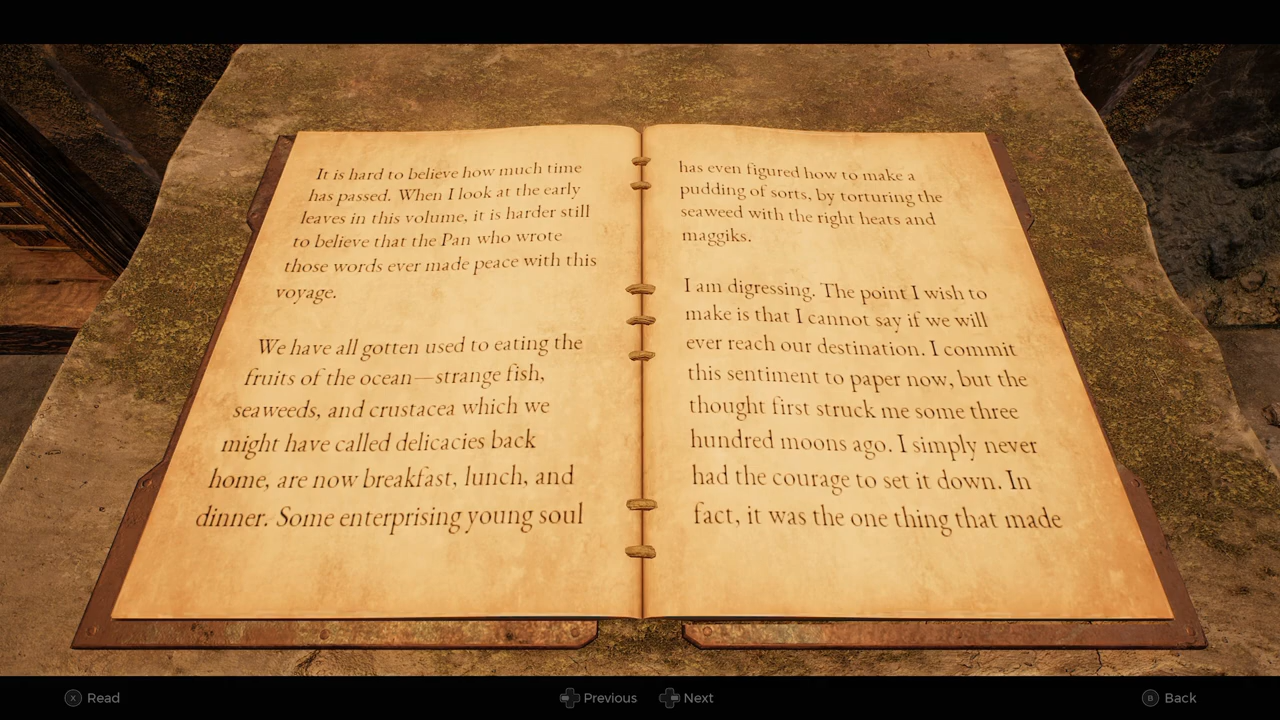 It is hard to believe how much time
has passed. When I look at the early
leaves in this volume, it is harder still
to believe that the Pan who wrote
those words ever made peace with this
voyage.
We have all gotten used to eating the
fruits of the ocean—strange fish,
seaweeds, and crustacea which we
might have called delicacies back
home, are now breakfast, lunch, and
dinner. Some enterprising young soul
has even figured how to make a
pudding of sorts, by torturing the
seaweed with the right heats and
maggiks.
I am digressing. The point I wish to
make is that I cannot say if we will
ever reach our destination. I commit
this sentiment to paper now, but the
thought first struck me some three
hundred moons ago. I simply never
had the courage to set it down. In
fact, it was the one thing that made
X Read
Previous
Next
B Back